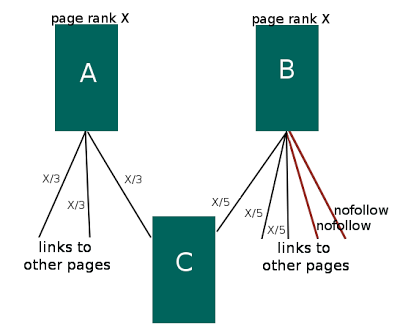 page rank X
page rank X
A
B
X/3
X/3
X/3
X/5
X/5
X/5
nofollow
nofollow
links to
other pages
links to
other pages
C